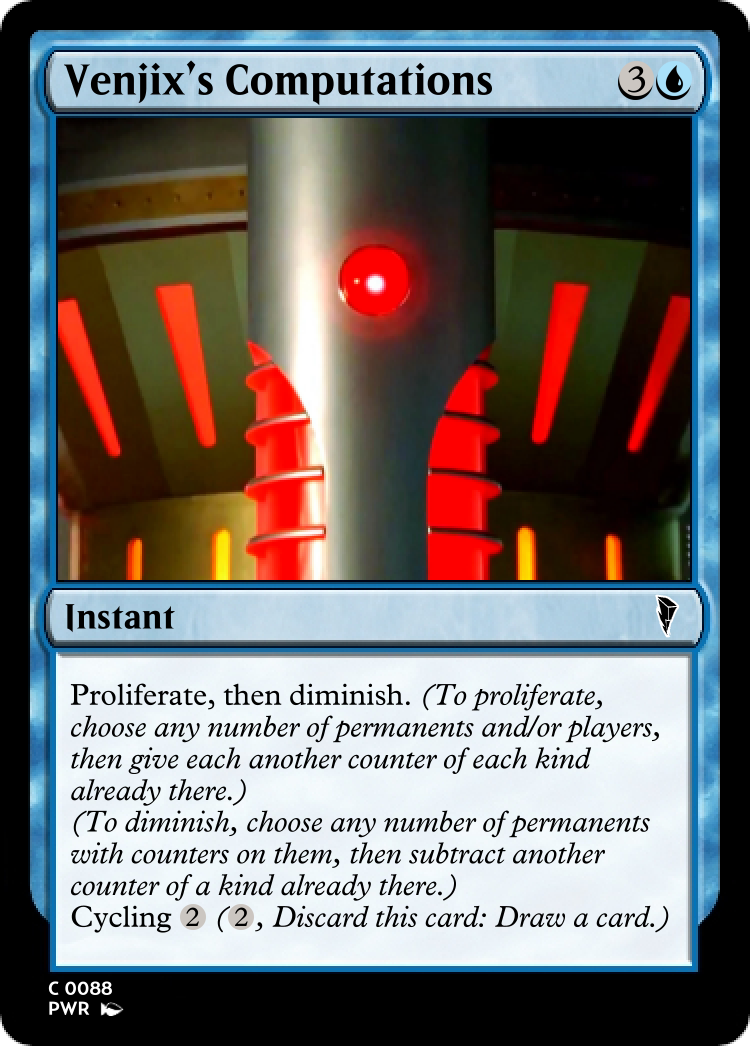 Venjix's Computations 3
Instant
Proliferate, then diminish. (To proliferate,
choose any number of permanents and/or players,
then give each another counter of each kind
already there.)
(To diminish, choose any number of permanents
with counters on them, then subtract another
counter of a kind already there.)
Cycling 2 (2, Discard this card: Draw a card.)
C 0088
PWR